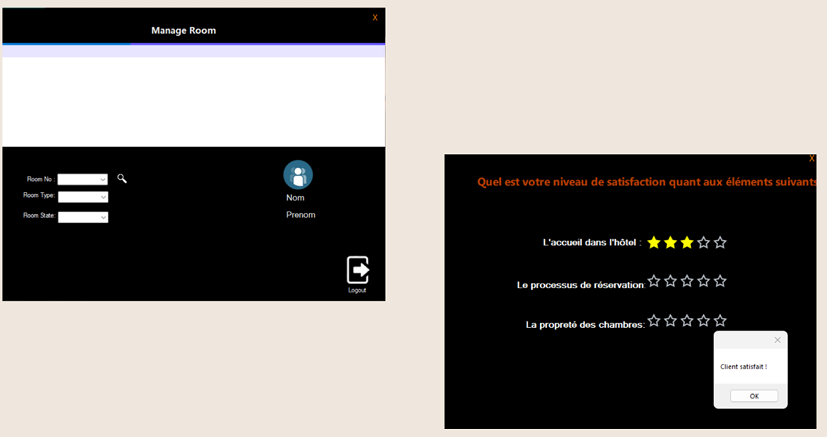 X
Manage Room
Room No :
Room Type:
Room State:
Nom
Prenom
Logout
X
Quel est votre niveau de satisfaction quant aux éléments suivants
L'accueil dans l'hôtel :
Le processus de réservation:
La propreté des chambres:
Client satisfait !
OK